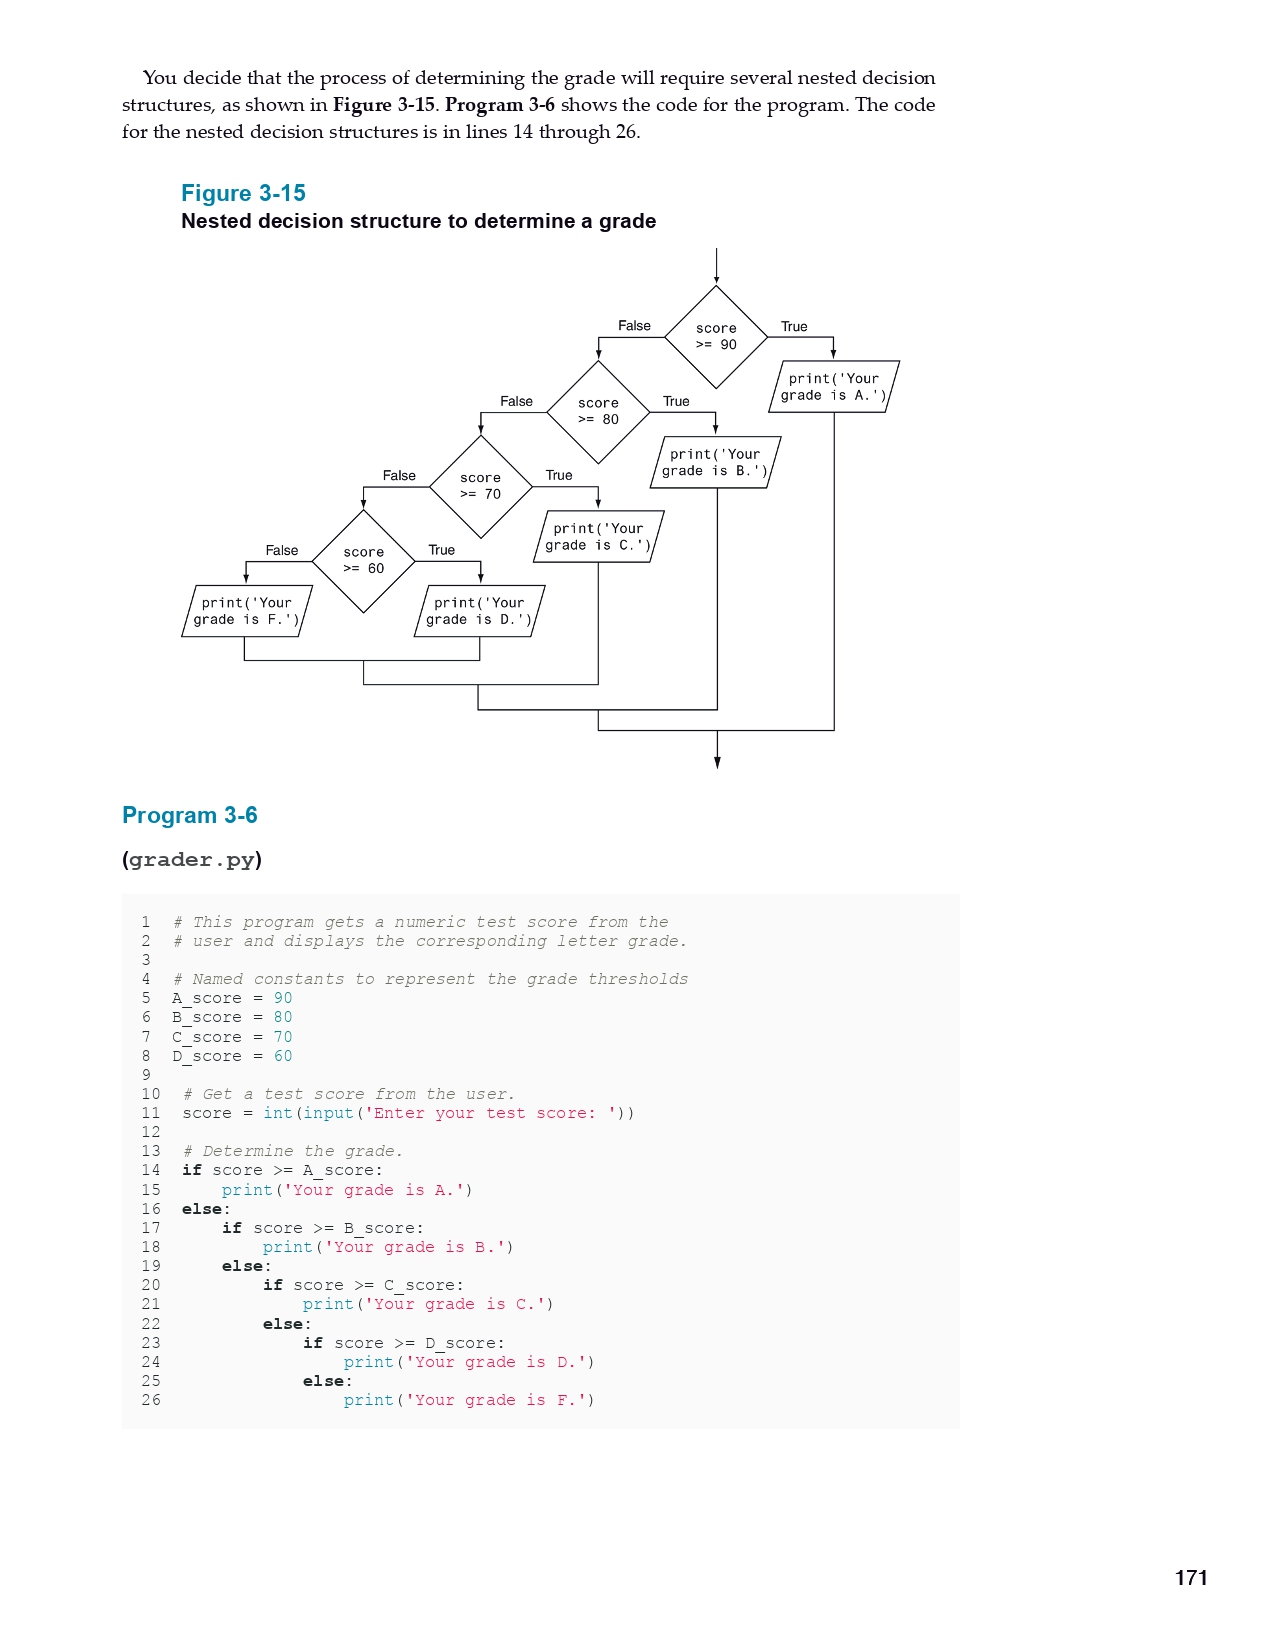 You decide that the process of determining the grade will require several nested decision
structures, as shown in Figure 3-15. Program 3-6 shows the code for the program. The code
for the nested decision structures is in lines 14 through 26.
Figure 3-15
Nested decision structure to determine a grade
score
>= 90
False
True
print('Your
grade is A.')
score
>= 80
False
True
print('Your
grade is B.')
score
>= 70
False
True
print('Your
grade is C.')
score
>= 60
False
True
print('Your
grade is F.')
print('Your
grade is D.')
Program 3-6
(grader.py)
1 # This program gets a numeric test score from the
2 # user and displays the corresponding letter grade.
3
4 # Named constants to represent the grade thresholds
5 A_score = 90
6 B_score = 80
7 C_score = 70
8 D_score = 60
9
10 # Get a test score from the user.
11 score = int(input('Enter your test score: '))
12
13 # Determine the grade.
14 if score >= A_score:
15     print('Your grade is A.')
16 else:
17     if score >= B_score:
18         print('Your grade is B.')
19     else:
20         if score >= C_score:
21             print('Your grade is C.')
22         else:
23             if score >= D_score:
24                 print('Your grade is D.')
25             else:
26                 print('Your grade is F.')
171